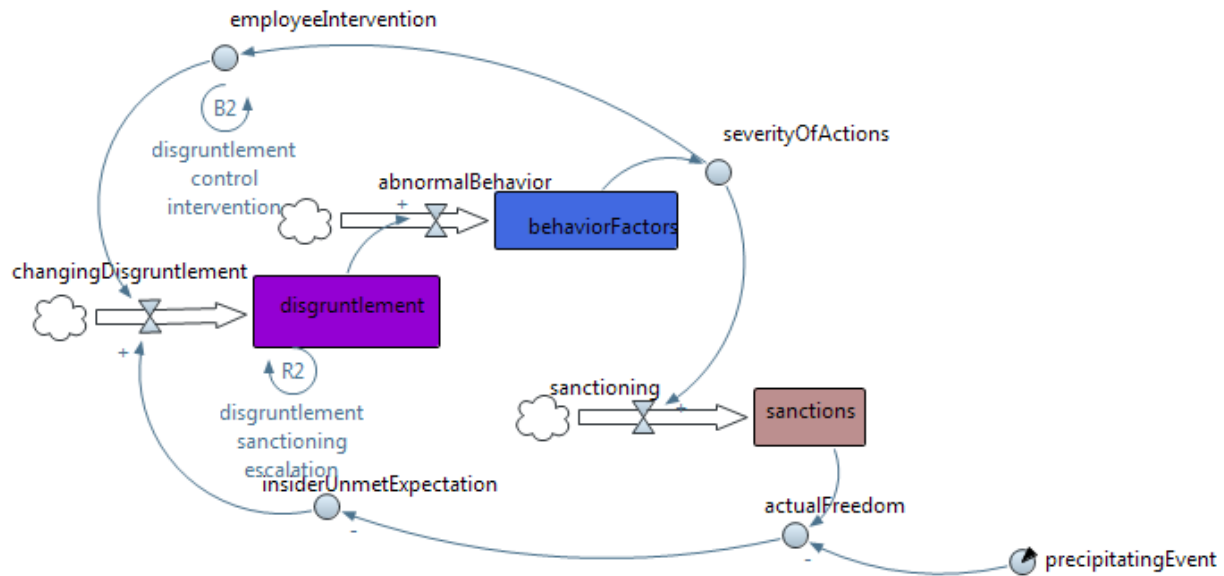 employeeIntervention
B2
disgruntlement
control
intervention
severityOfActions
abnormalBehavior
+
behaviorFactors
changingDisgruntlement
disgruntlement
+
R2
disgruntlement
sanctioning
escalation
sanctioning
+
sanctions
insiderUnmetExpectation
-
actualFreedom
-
precipitatingEvent